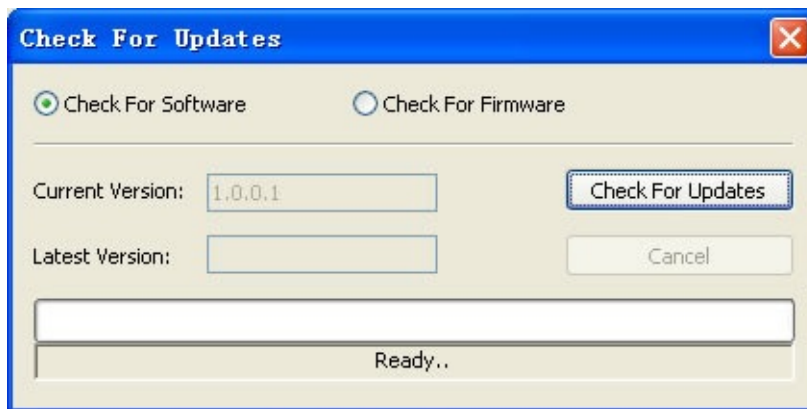 Check For Updates
Check For Software Check For Firmware
Current Version: 1.0.0.1 Check For Updates
Latest Version: Cancel
Ready..